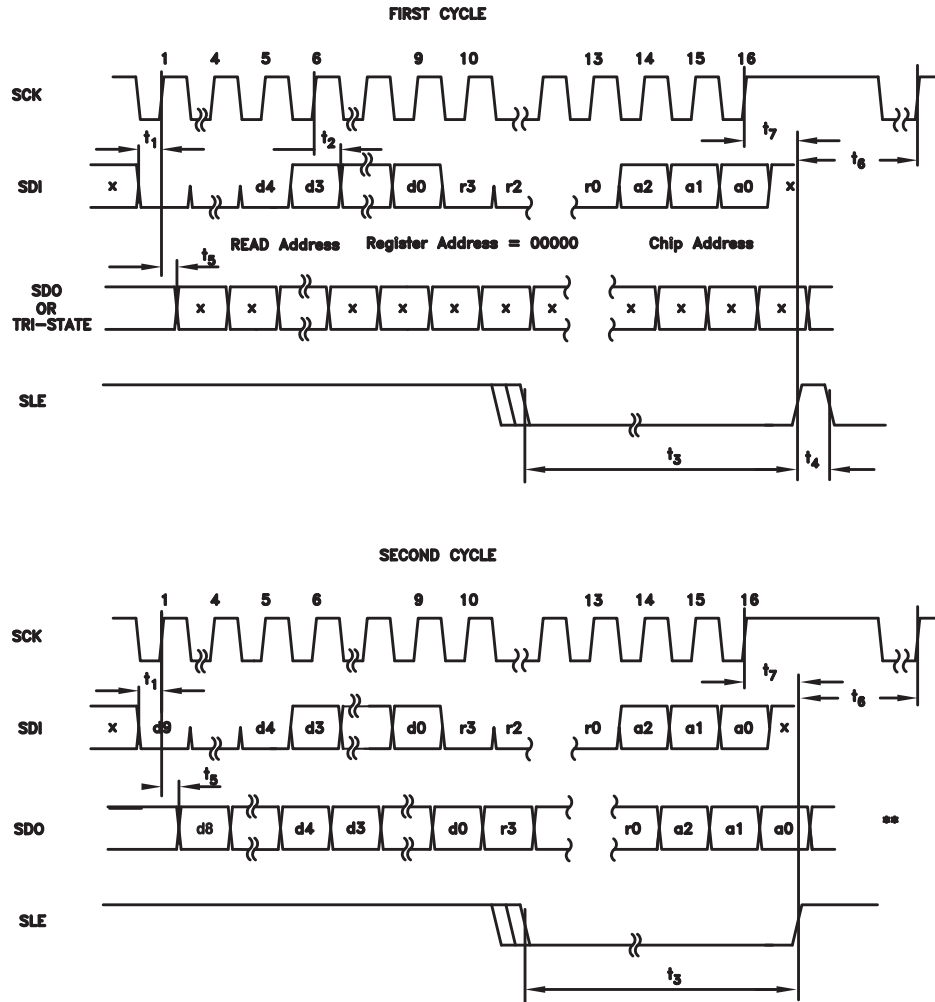 FIRST CYCLE
1 4 5 6 9 10 13 14 15 16
SCK
t1 t2 t7 t6
SDI x d4 d3 d0 r3 r2 r0 a2 a1 a0 x
READ Address Register Address = 00000 Chip Address
t5
SDO
OR
TRI-STATE
x x x x x x x x x x x
SLE
t3 t4
SECOND CYCLE
1 4 5 6 9 10 13 14 15 16
SCK
t1 t7 t6
SDI x d9 d4 d3 d0 r3 r2 r0 a2 a1 a0 x
t5
SDO d8 d4 d3 d0 r3 r0 a2 a1 a0 **
SLE
t3